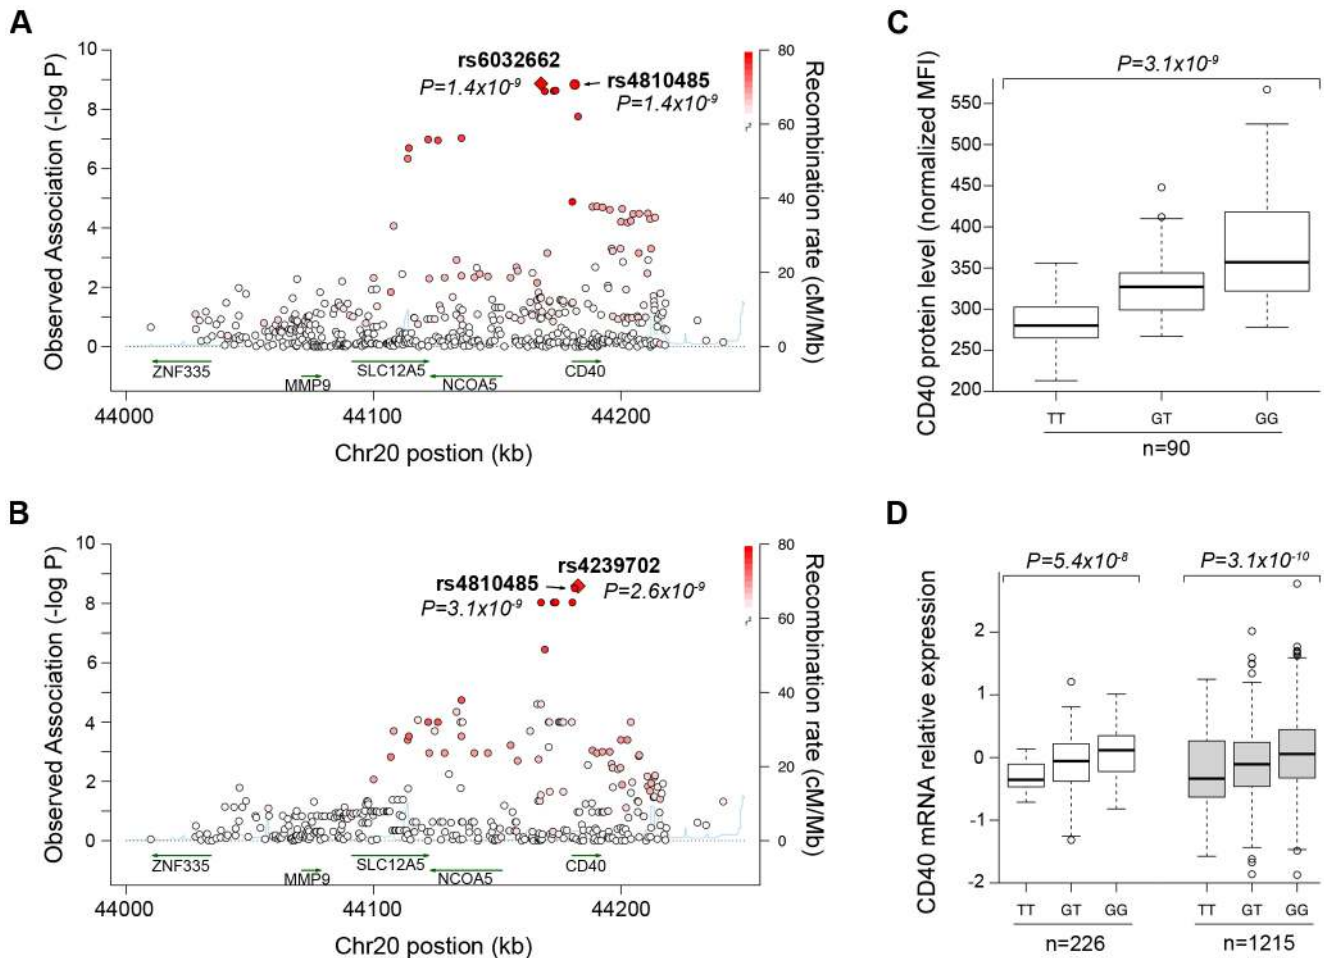 A
Observed Association (-log P)
10
8
6
4
2
0
rs6032662
P=1.4x10-9
rs4810485
P=1.4x10-9
r²
80
60
40
20
0
Recombination rate (cM/Mb)
ZNF335
MMP9
SLC12A5
NCOA5
CD40
44000
44100
44200
Chr20 postion (kb)
B
Observed Association (-log P)
10
8
6
4
2
0
rs4239702
rs4810485
P=2.6x10-9
P=3.1x10-9
r²
80
60
40
20
0
Recombination rate (cM/Mb)
ZNF335
MMP9
SLC12A5
NCOA5
CD40
44000
44100
44200
Chr20 postion (kb)
C
CD40 protein level (normalized MFI)
P=3.1x10-9
550
500
450
400
350
300
250
200
TT
GT
GG
n=90
D
CD40 mRNA relative expression
P=5.4x10-8
P=3.1x10-10
2
1
0
-1
-2
TT
GT
GG
TT
GT
GG
n=226
n=1215